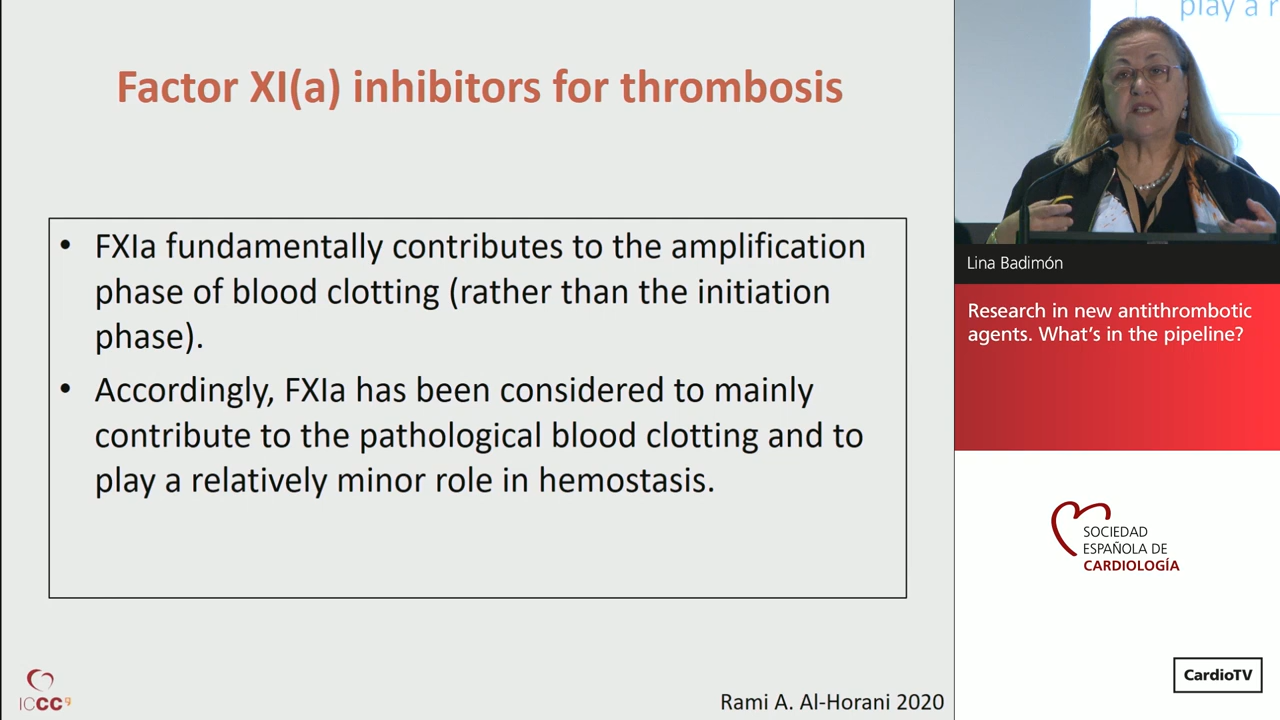 Factor XI(a) inhibitors for thrombosis
• FXIa fundamentally contributes to the amplification
phase of blood clotting (rather than the initiation
phase).
• Accordingly, FXIa has been considered to mainly
contribute to the pathological blood clotting and to
play a relatively minor role in hemostasis.
ICCC
Rami A. Al-Horani 2020
play a r
Lina Badimón
Research in new antithrombotic
agents. What's in the pipeline?
SOCIEDAD
ESPAÑOLA DE
CARDIOLOGÍA
CardioTV